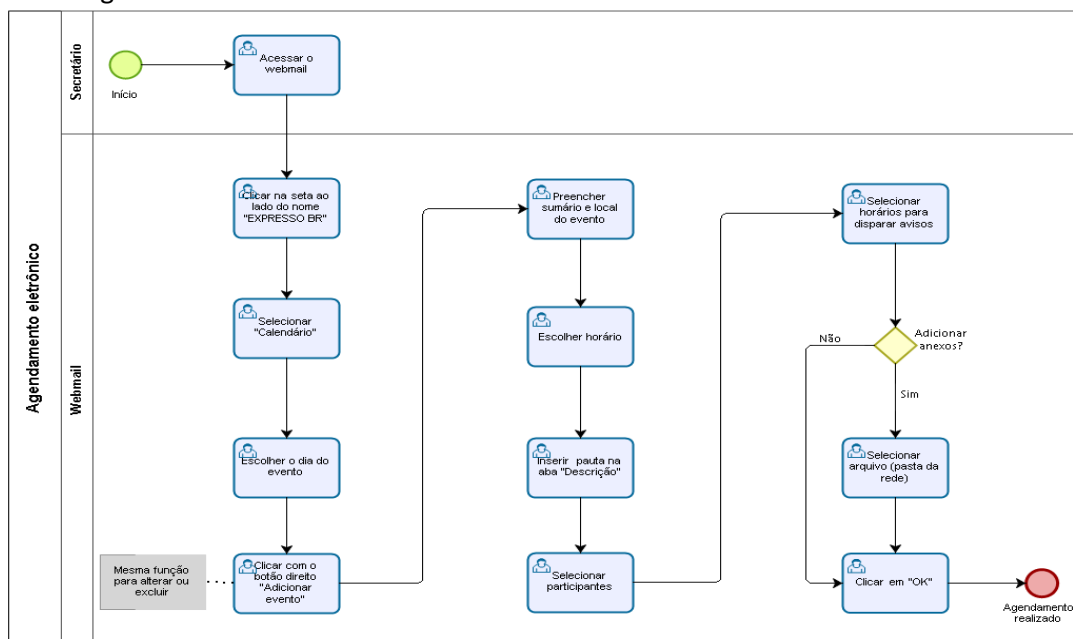 Agendamento eletrônico
Secretário
Início
Acessar o
webmail
Webmail
Clicar na seta ao
lado do nome
"EXPRESSO BR"
Selecionar
"Calendário"
Escolher o dia do
evento
Clicar com o
botão direito
"Adicionar
evento"
Mesma função
para alterar ou
excluir
Preencher
sumário e local
do evento
Escolher horário
Inserir pauta na
aba "Descrição"
Selecionar
participantes
Selecionar
horários para
disparar avisos
Adicionar
anexos?
Não
Sim
Selecionar
arquivo (pasta da
rede)
Clicar em "OK"
Agendamento
realizado